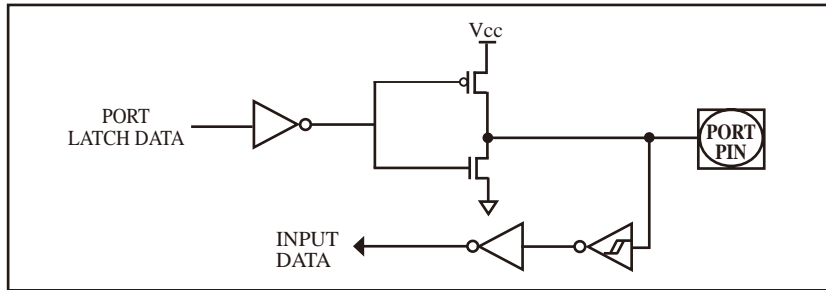 Vcc
PORT
LATCH DATA
PORT
PIN
INPUT
DATA